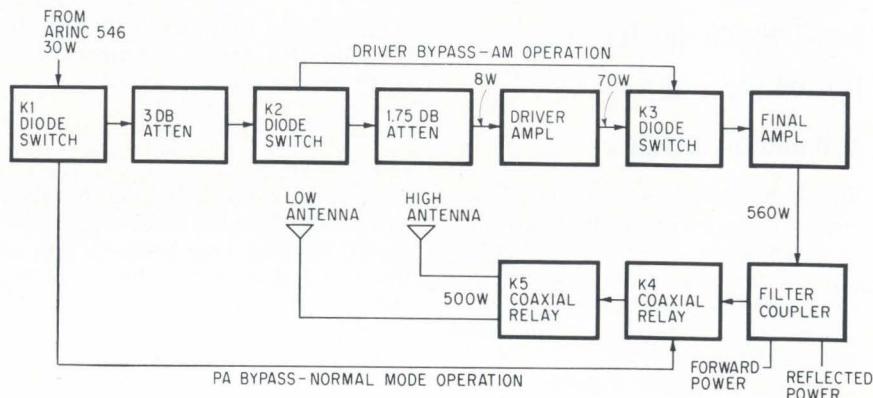 FROM
ARINC 546
30W
DRIVER BYPASS-AM OPERATION
8W
70W
K1
DIODE
SWITCH
3 DB
ATTEN
K2
DIODE
SWITCH
1.75 DB
ATTEN
DRIVER
AMPL
K3
DIODE
SWITCH
FINAL
AMPL
560W
LOW
ANTENNA
HIGH
ANTENNA
500W
K5
COAXIAL
RELAY
K4
COAXIAL
RELAY
FILTER
COUPLER
PA BYPASS-NORMAL MODE OPERATION
FORWARD
POWER
REFLECTED
POWER